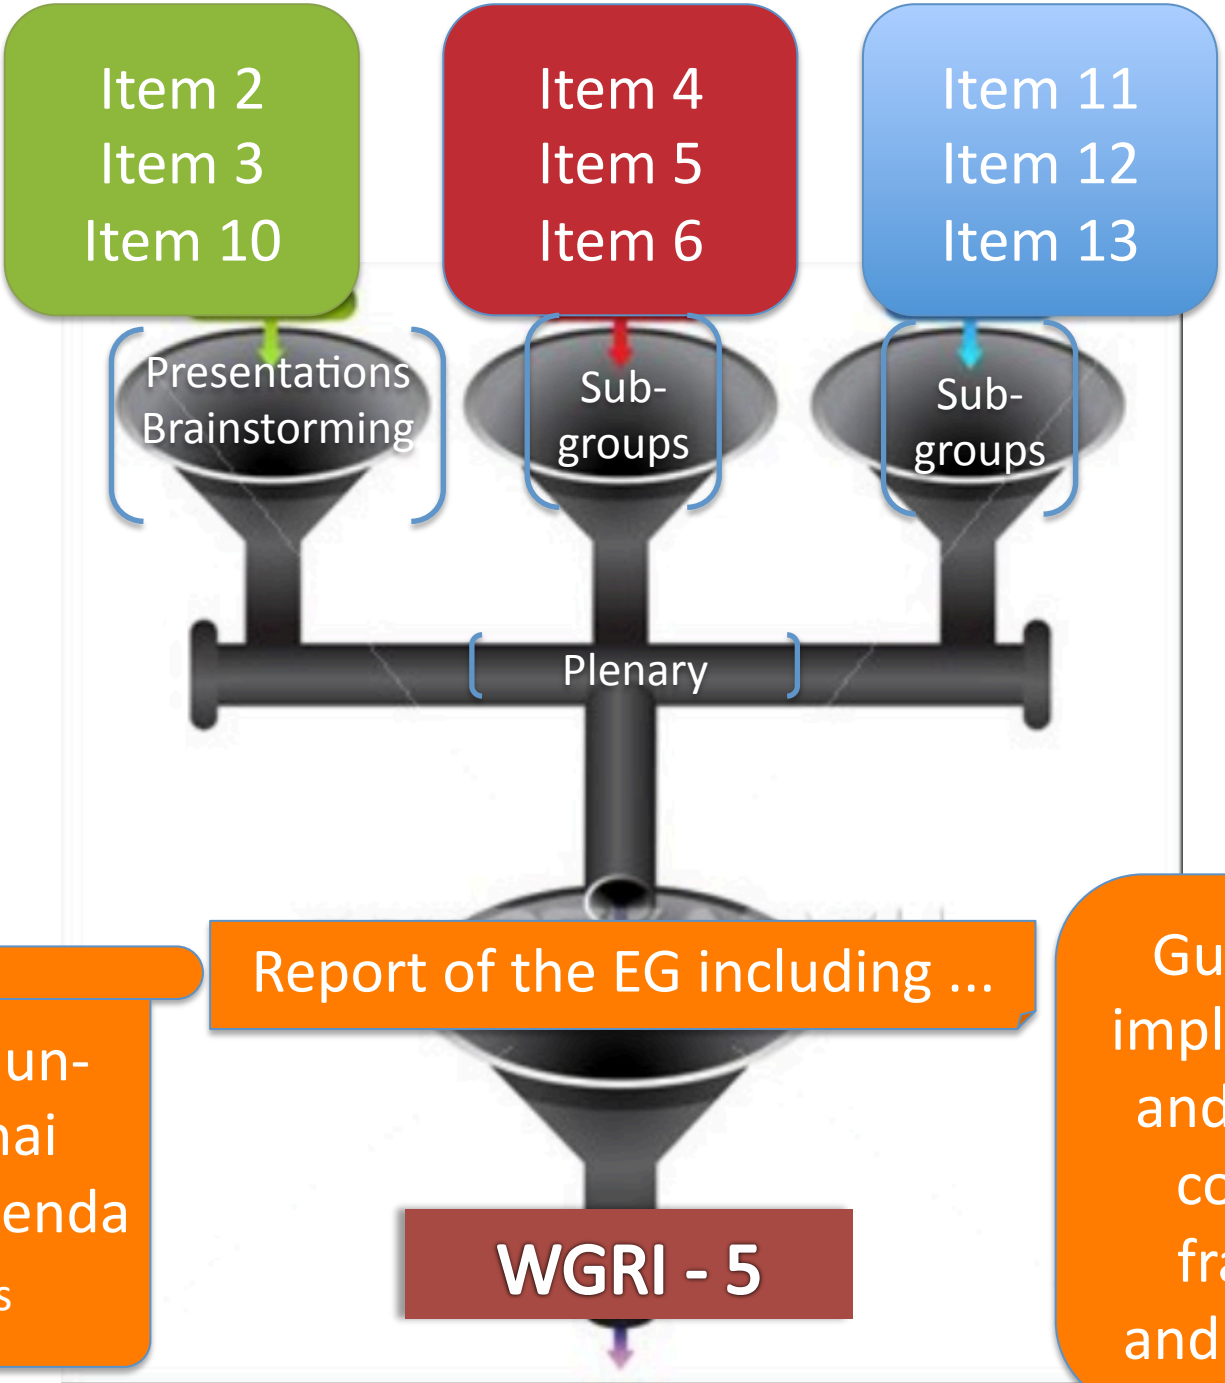 Item 2
Item 3
Item 10
Item 4
Item 5
Item 6
Item 11
Item 12
Item 13
Presentations
Brainstorming
Sub-
groups
Sub-
groups
Plenary
Report of the EG including ...
and
WGRI - 5